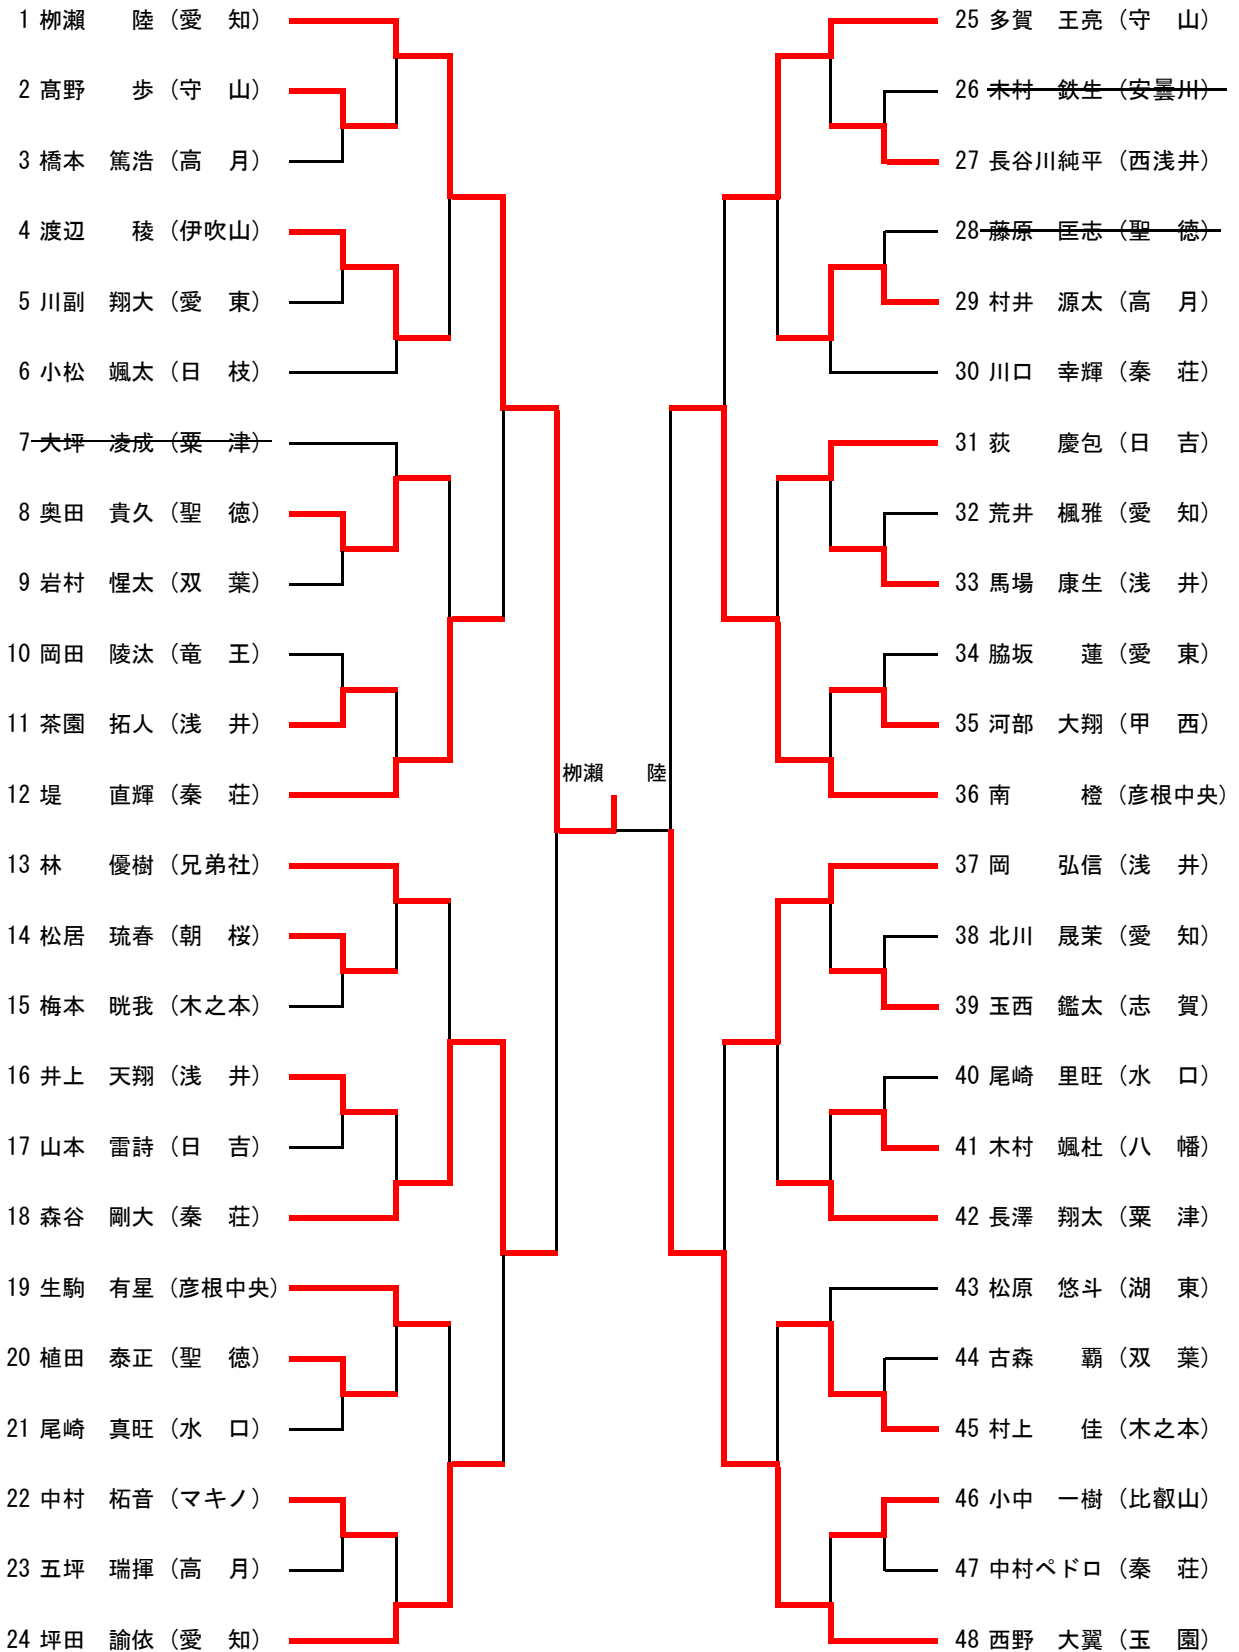 1 栁瀨　陸（愛　知）
2 髙野　歩（守　山）
3 橋本　篤浩（高　月）
4 渡辺　稜（伊吹山）
5 川副　翔大（愛　東）
6 小松　颯太（日　枝）
7 大坪　凌成（粟　津）
8 奥田　貴久（聖　徳）
9 岩村　惺太（双　葉）
10 岡田　陵汰（竜　王）
11 茶園　拓人（浅　井）
12 堤　直輝（秦　荘）
13 林　優樹（兄弟社）
14 松居　琉春（朝　桜）
15 梅本　晄我（木之本）
16 井上　天翔（浅　井）
17 山本　雷詩（日　吉）
18 森谷　剛大（秦　荘）
19 生駒　有星（彦根中央）
20 植田　泰正（聖　徳）
21 尾崎　真旺（水　口）
22 中村　柘音（マキノ）
23 五坪　瑞揮（高　月）
24 坪田　諭依（愛　知）
栁瀨　陸
25 多賀　王亮（守　山）
26 木村　鉄生（安曇川）
27 長谷川純平（西浅井）
28 藤原　匡志（聖　徳）
29 村井　源太（高　月）
30 川口　幸輝（秦　荘）
31 荻　慶包（日　吉）
32 荒井　楓雅（愛　知）
33 馬場　康生（浅　井）
34 脇坂　蓮（愛　東）
35 河部　大翔（甲　西）
36 南　橙（彦根中央）
37 岡　弘信（浅　井）
38 北川　晟茉（愛　知）
39 玉西　鑑太（志　賀）
40 尾崎　里旺（水　口）
41 木村　颯杜（八　幡）
42 長澤　翔太（粟　津）
43 松原　悠斗（湖　東）
44 古森　覇（双　葉）
45 村上　佳（木之本）
46 小中　一樹（比叡山）
47 中村ペドロ（秦　荘）
48 西野　大翼（玉　園）